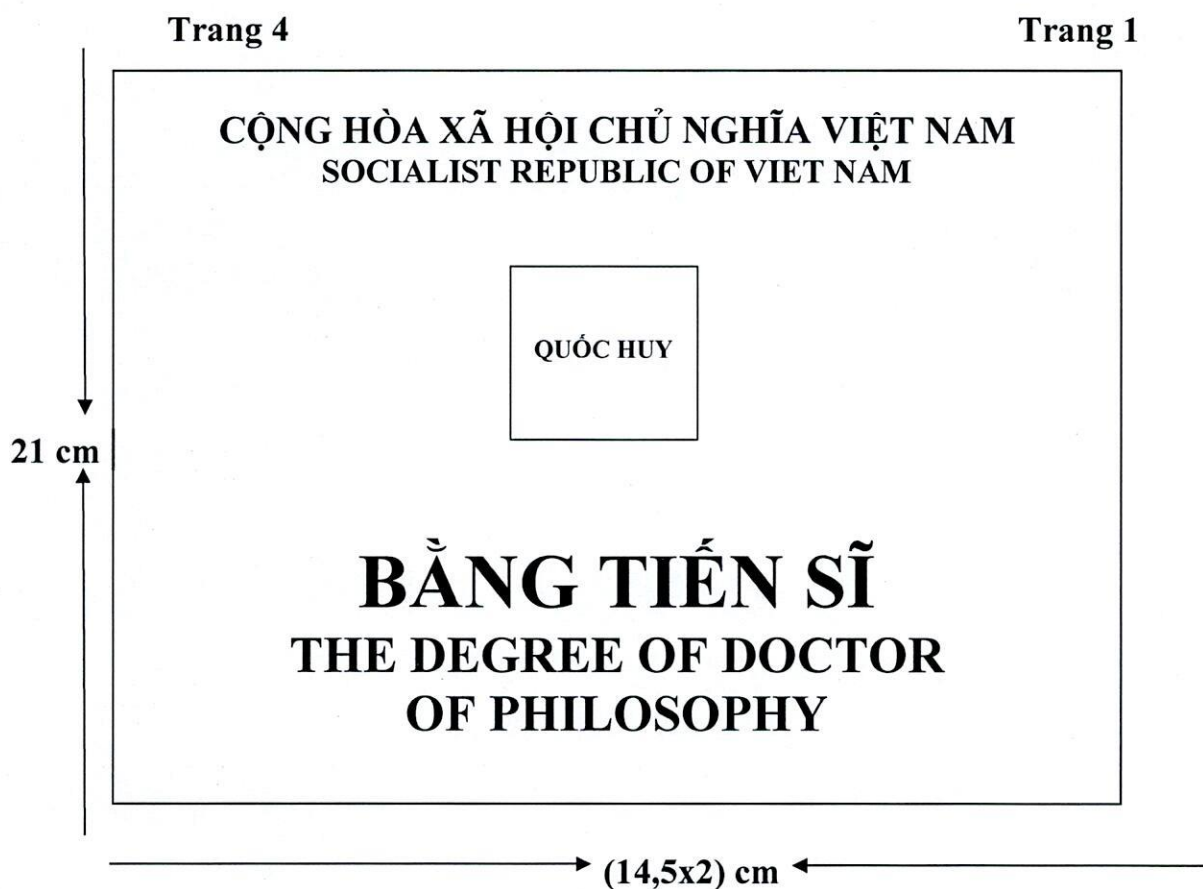 Trang 4 Trang 1
CỘNG HÒA XÃ HỘI CHỦ NGHĨA VIỆT NAM
SOCIALIST REPUBLIC OF VIET NAM
QUỐC HUY
21 cm
BẰNG TIẾN SĨ
THE DEGREE OF DOCTOR
OF PHILOSOPHY
(14,5x2) cm